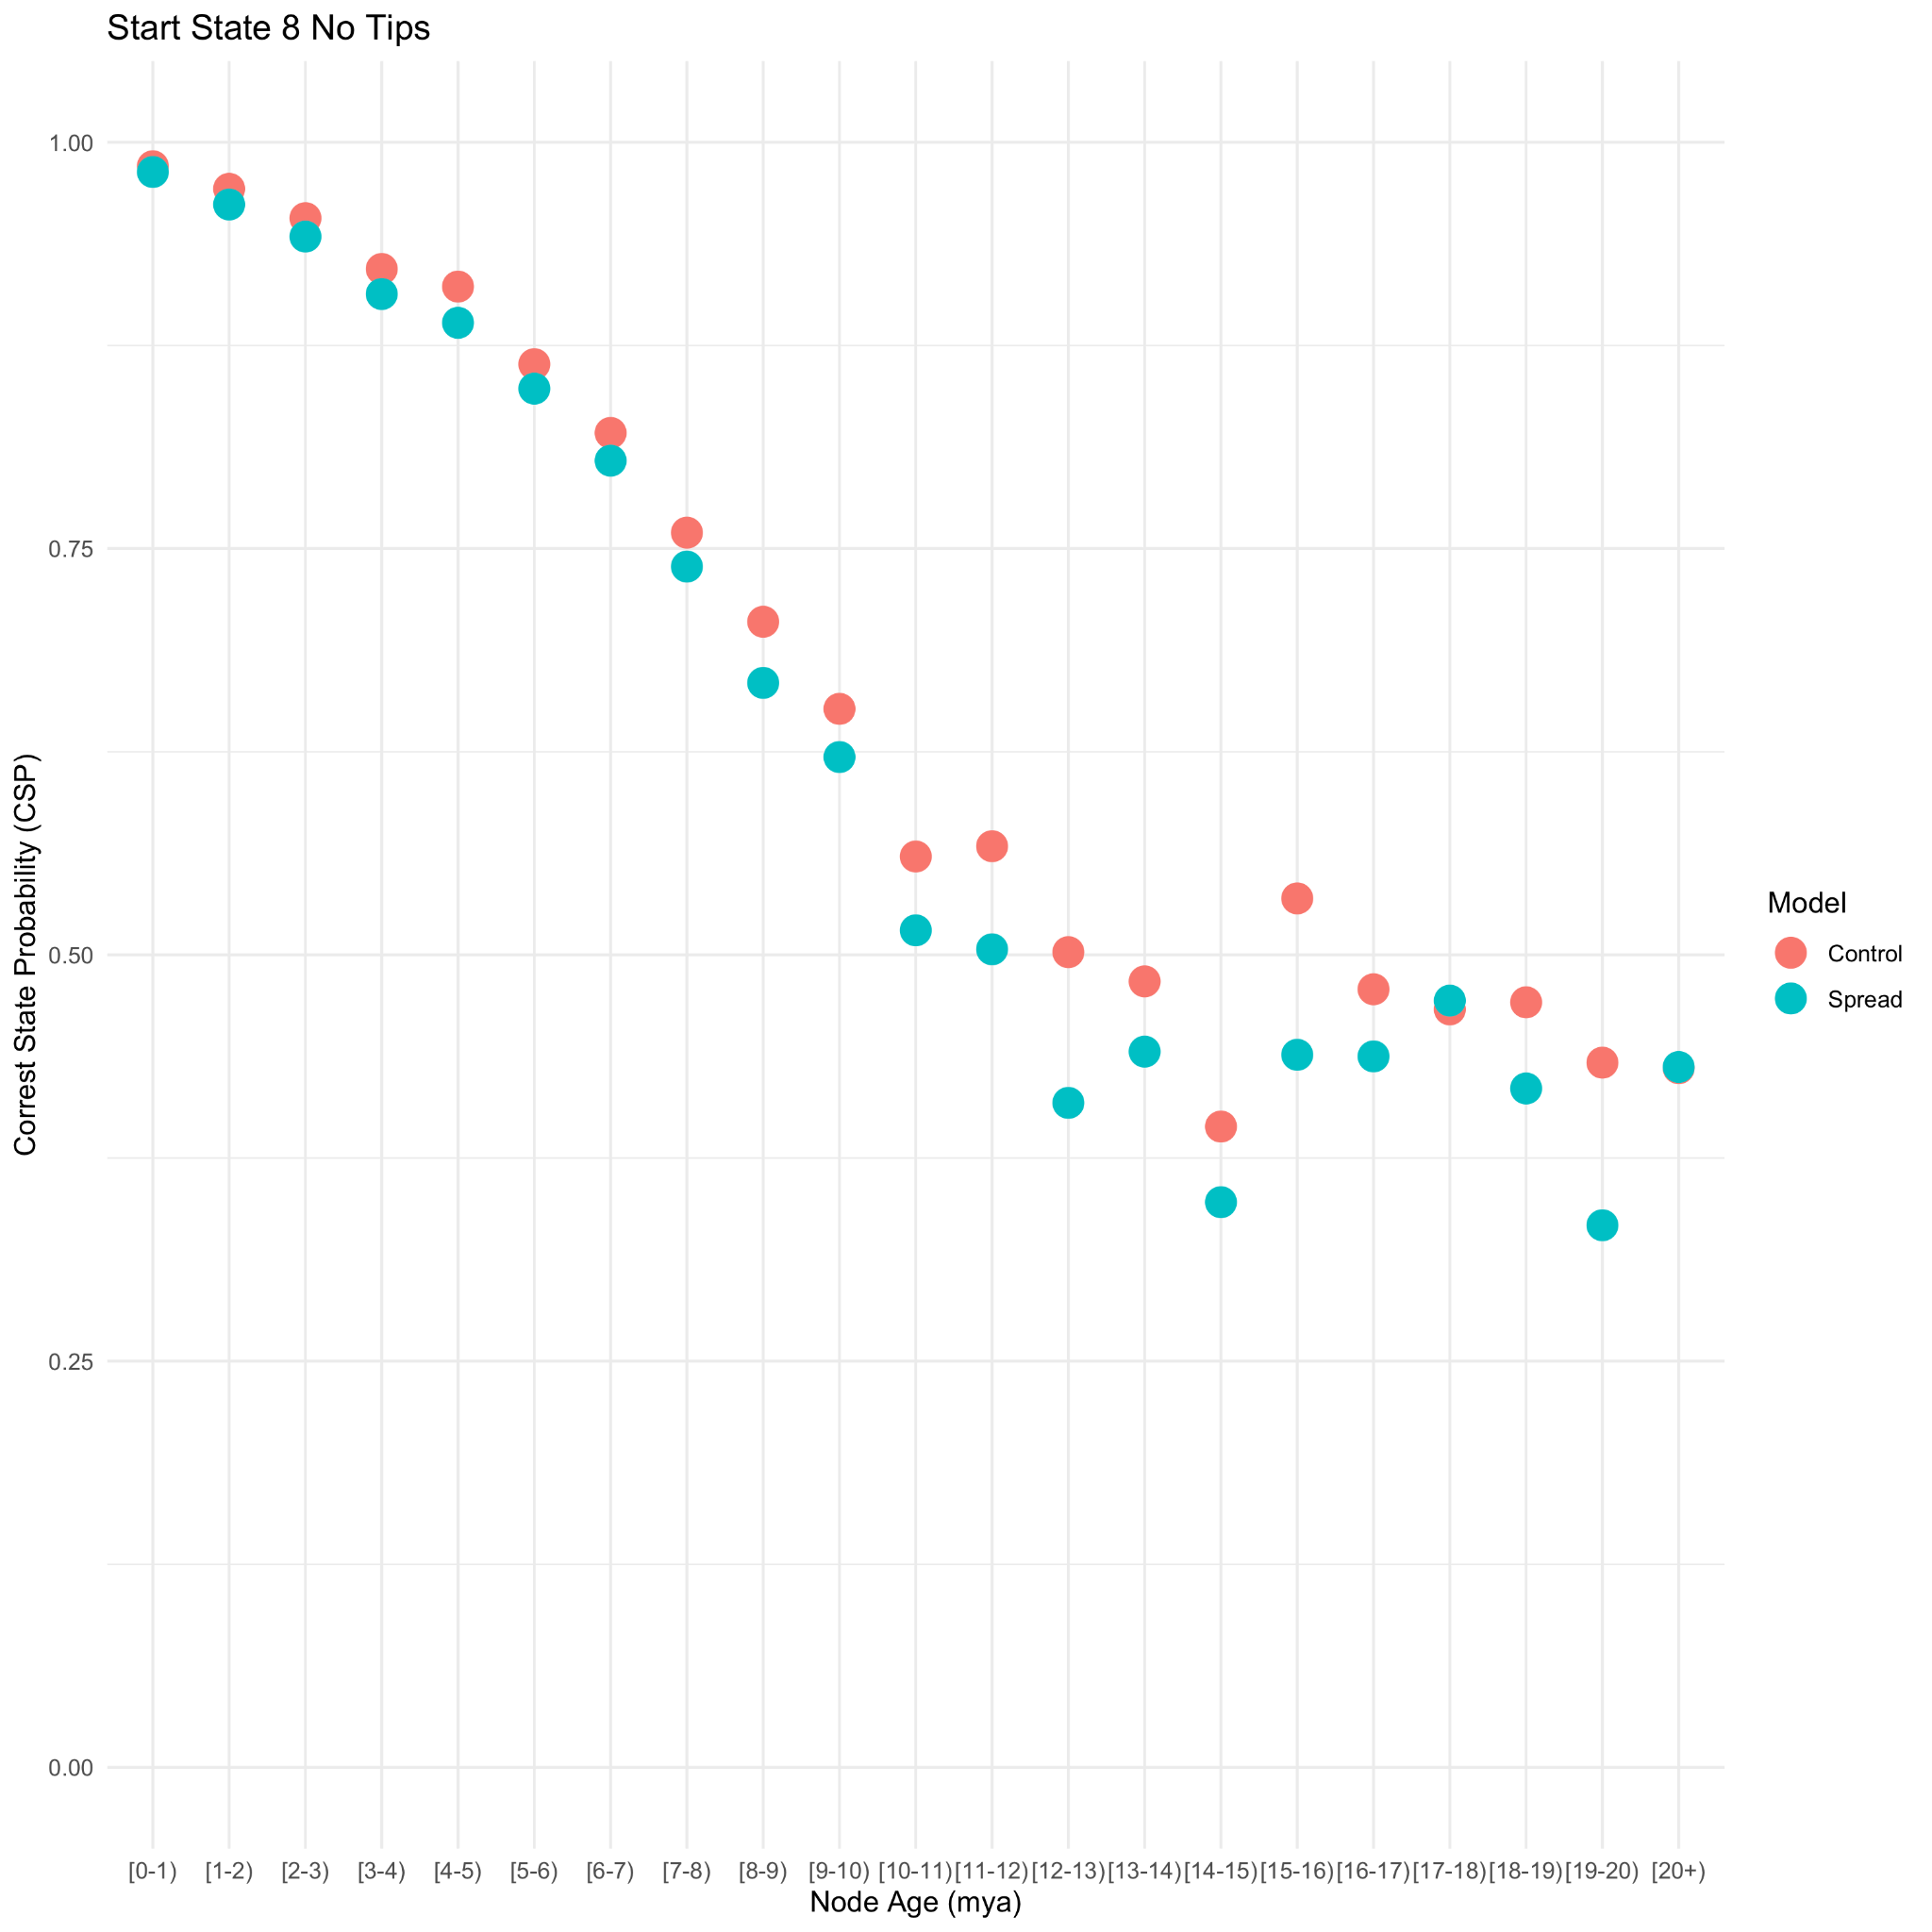 Start State 8 No Tips
1.00
0.75
0.50
0.25
0.00
Correst State Probability (CSP)
[0-1) [1-2) [2-3) [3-4) [4-5) [5-6) [6-7) [7-8) [8-9) [9-10) [10-11) [11-12) [12-13) [13-14) [14-15) [15-16) [16-17) [17-18) [18-19) [19-20) [20+)
Node Age (mya)
Model
Control
Spread